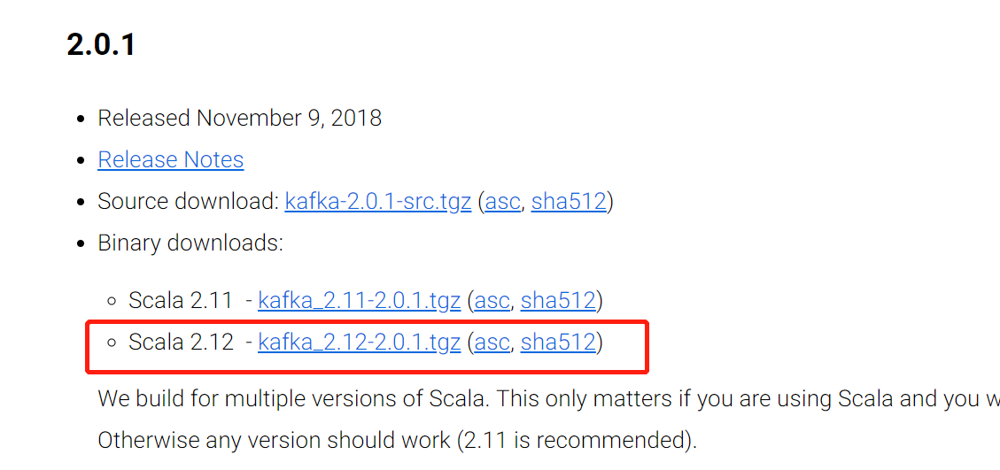 2.0.1
Released November 9, 2018
Release Notes
Source download: kafka-2.0.1-src.tgz (asc, sha512)
Binary downloads:
Scala 2.11 - kafka_2.11-2.0.1.tgz (asc, sha512)
Scala 2.12 - kafka_2.12-2.0.1.tgz (asc, sha512)
We build for multiple versions of Scala. This only matters if you are using Scala and you w
Otherwise any version should work (2.11 is recommended).